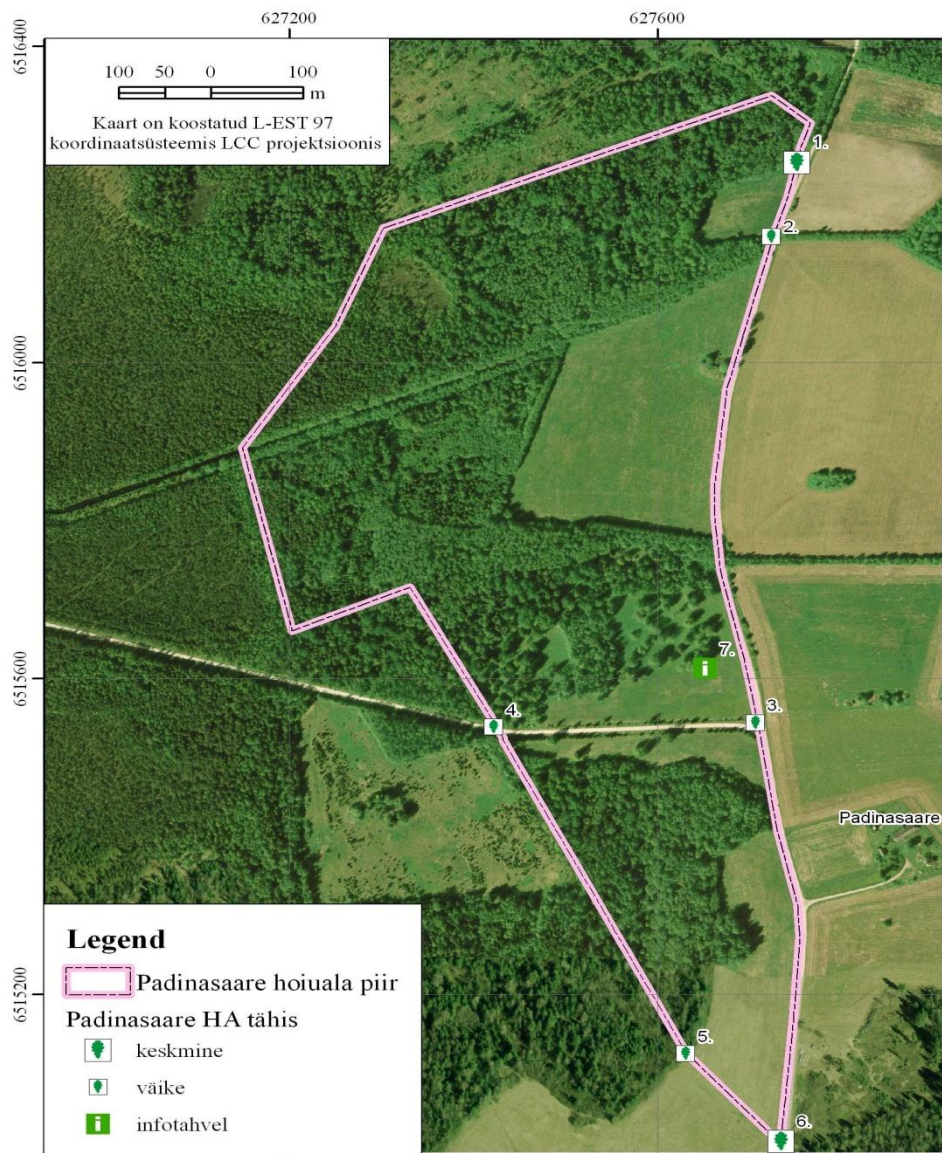 627200
627600
6516400
6516000
6515600
6515200
100 50 0 100
m
Kaart on koostatud L-EST 97
koordinaatsüsteemis LCC projektsioonis
1.
2.
7.
3.
4.
Padinasaare
5.
6.
Legend
Padinasaare hoiuala piir
Padinasaare HA tähis
keskmine
väike
i infotahvel